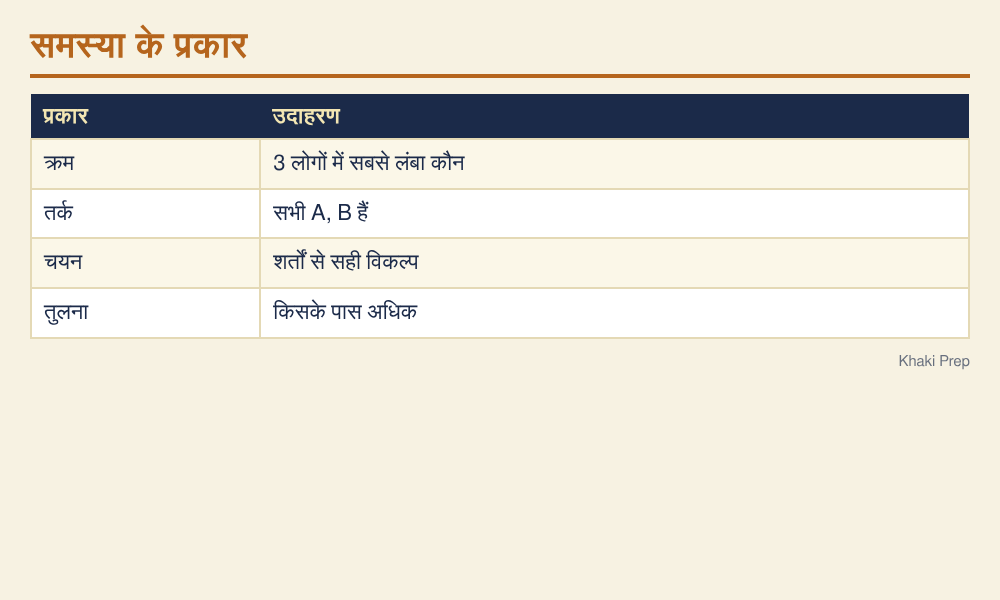 समस्या के प्रकार
प्रकार उदाहरण
क्रम 3 लोगों में सबसे लंबा कौन
तर्क सभी A, B हैं
चयन शर्तों से सही विकल्प
तुलना किसके पास अधिक
Khaki Prep